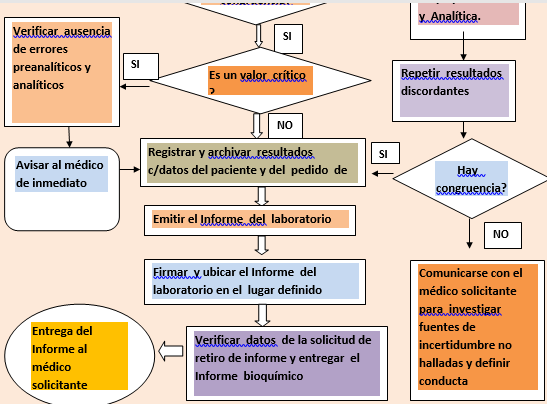 y Analítica.
SI
Verificar ausencia
de errores
preanalíticos y
analíticos
SI
Es un valor crítico
?
Repetir resultados
discordantes
NO
Registrar y archivar resultados
c/datos del paciente y del pedido de
SI
Hay
congruencia?
Avisar al médico
de inmediato
Emitir el Informe del laboratorio
NO
Firmar y ubicar el Informe del
laboratorio en el lugar definido
Comunicarse con el
médico solicitante
para investigar
fuentes de
incertidumbre no
halladas y definir
conducta
Verificar datos de la solicitud de
retiro de informe y entregar el
Informe bioquímico
Entrega del
Informe al
médico
solicitante